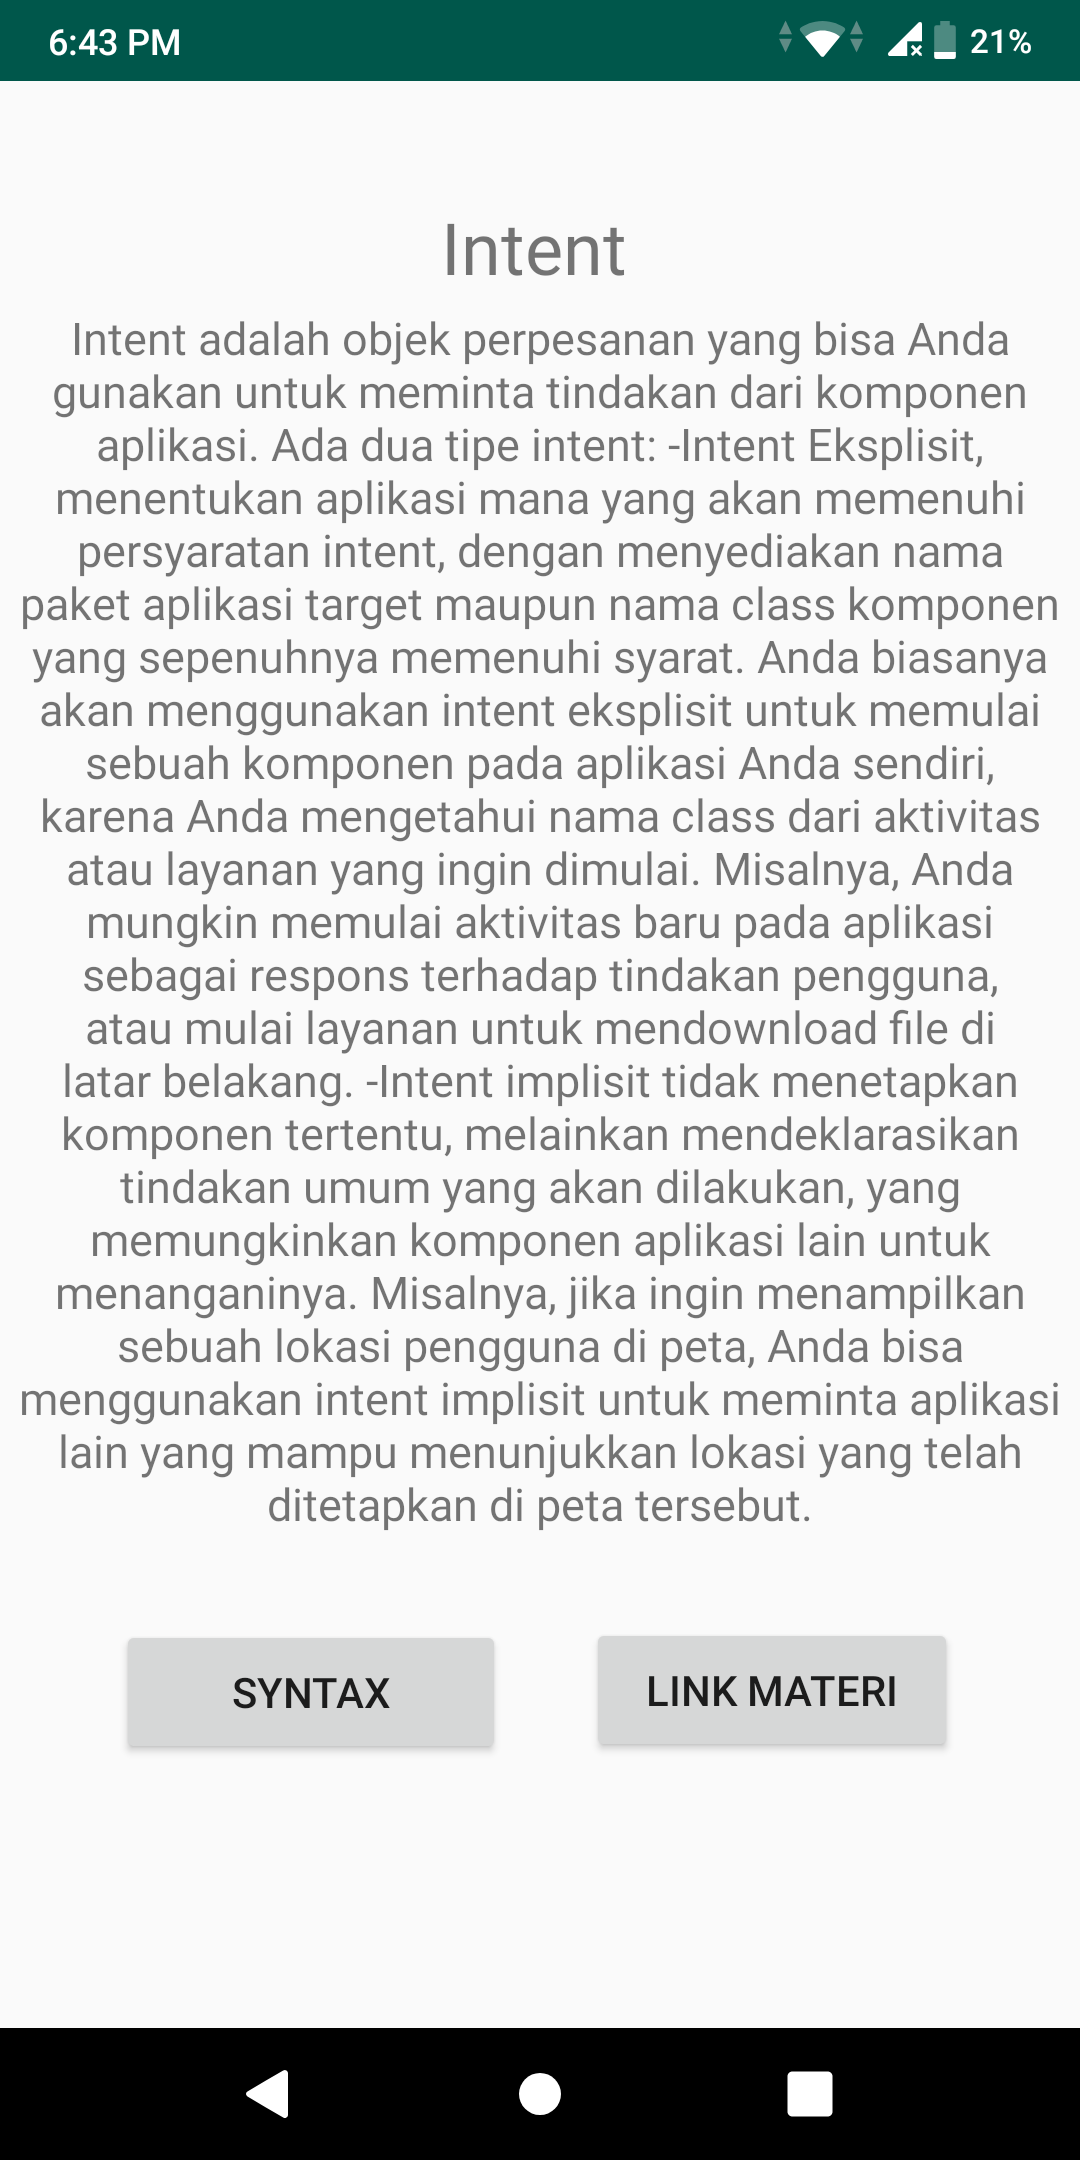 6:43 PM
21%
Intent
Intent adalah objek perpesanan yang bisa Anda
gunakan untuk meminta tindakan dari komponen
aplikasi. Ada dua tipe intent: -Intent Eksplisit,
menentukan aplikasi mana yang akan memenuhi
persyaratan intent, dengan menyediakan nama
paket aplikasi target maupun nama class komponen
yang sepenuhnya memenuhi syarat. Anda biasanya
akan menggunakan intent eksplisit untuk memulai
sebuah komponen pada aplikasi Anda sendiri,
karena Anda mengetahui nama class dari aktivitas
atau layanan yang ingin dimulai. Misalnya, Anda
mungkin memulai aktivitas baru pada aplikasi
sebagai respons terhadap tindakan pengguna,
atau mulai layanan untuk mendownload file di
latar belakang. -Intent implisit tidak menetapkan
komponen tertentu, melainkan mendeklarasikan
tindakan umum yang akan dilakukan, yang
memungkinkan komponen aplikasi lain untuk
menanganinya. Misalnya, jika ingin menampilkan
sebuah lokasi pengguna di peta, Anda bisa
menggunakan intent implisit untuk meminta aplikasi
lain yang mampu menunjukkan lokasi yang telah
ditetapkan di peta tersebut.
SYNTAX
LINK MATERI